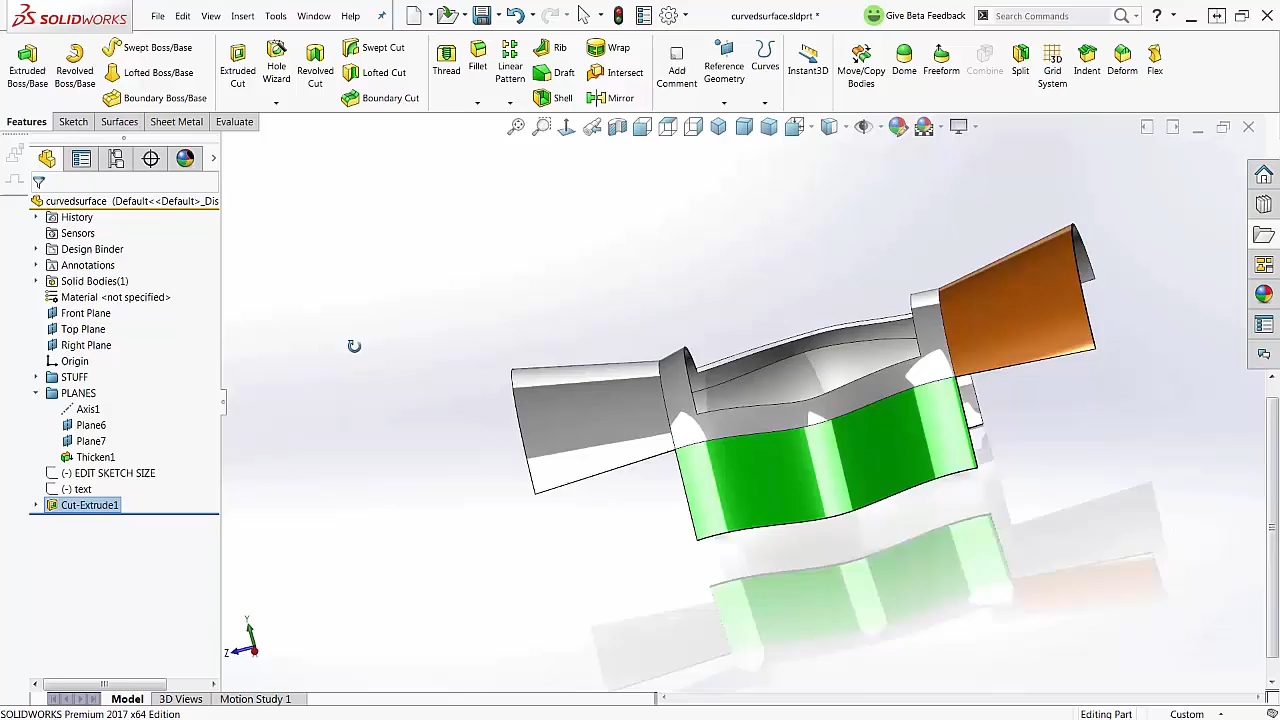 SOLIDWORKS
File Edit View Insert Tools Window Help
curvedsurface.sldprt *
Give Beta Feedback
Search Commands
?
Extruded Boss/Base
Revolved Boss/Base
Swept Boss/Base
Lofted Boss/Base
Boundary Boss/Base
Extruded Cut
Hole Wizard
Revolved Cut
Swept Cut
Lofted Cut
Boundary Cut
Thread
Fillet
Linear Pattern
Rib
Draft
Shell
Wrap
Intersect
Mirror
Add Comment
Reference Geometry
Curves
Instant3D
Move/Copy Bodies
Dome
Freeform
Combine
Split
Grid System
Indent
Deform
Flex
Features Sketch Surfaces Sheet Metal Evaluate
curvedsurface (Default<<Default>_Dis
History
Sensors
Design Binder
Annotations
Solid Bodies(1)
Material <not specified>
Front Plane
Top Plane
Right Plane
Origin
STUFF
PLANES
Axis1
Plane6
Plane7
Thicken1
(-) EDIT SKETCH SIZE
(-) text
Cut-Extrude1
Y
Z
Model 3D Views Motion Study 1
SOLIDWORKS Premium 2017 x64 Edition
Editing Part
Custom